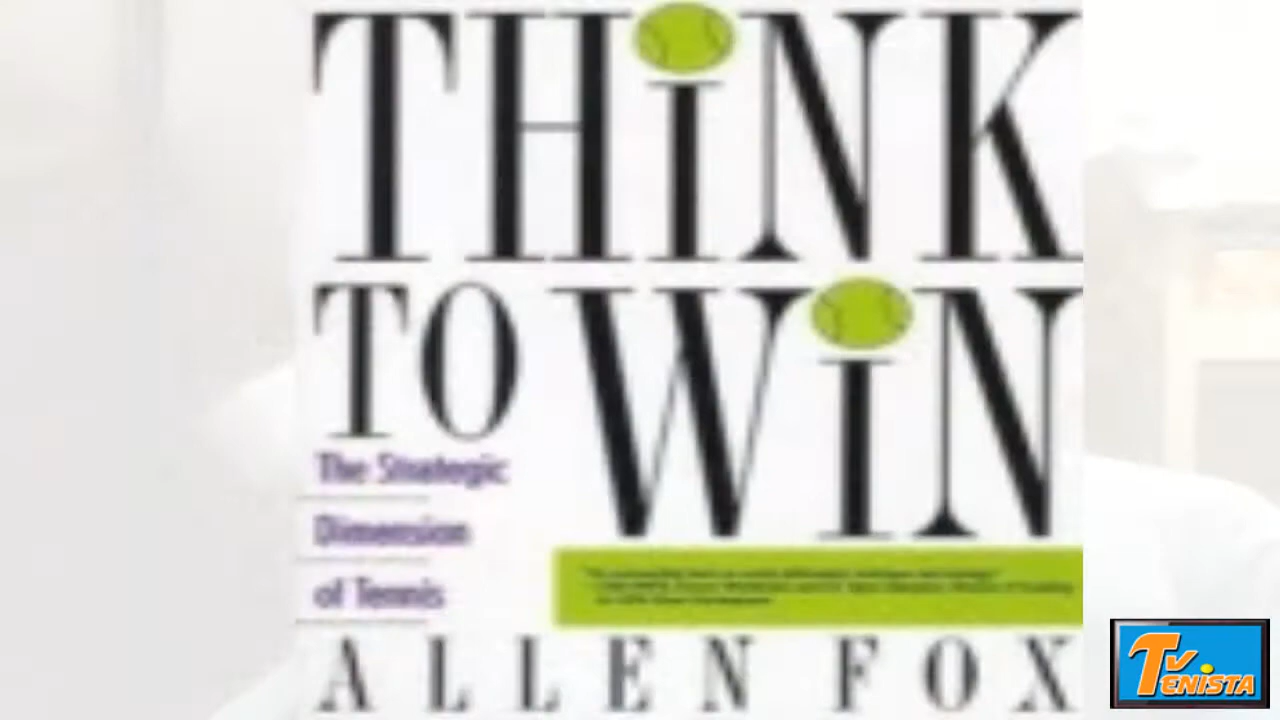 THiNK
TO WiN
The Strategic
Dimension
of Tennis
ALLEN FOX
TV TENISTA